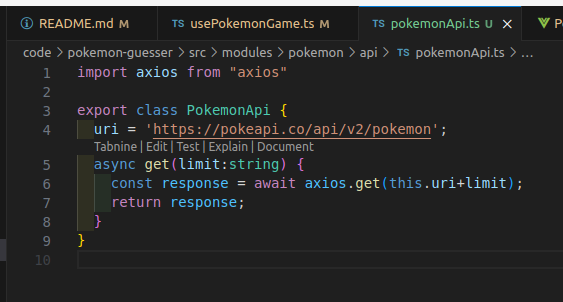 README.md M TS usePokemonGame.ts M TS pokemonApi.ts U
code > pokemon-guesser > src > modules > pokemon > api > TS pokemonApi.ts > ...
1 import axios from "axios"
2
3 export class PokemonApi {
4 uri = 'https://pokeapi.co/api/v2/pokemon';
Tabnine | Edit | Test | Explain | Document
5 async get(limit:string) {
6 const response = await axios.get(this.uri+limit);
7 return response;
8 }
9 }
10